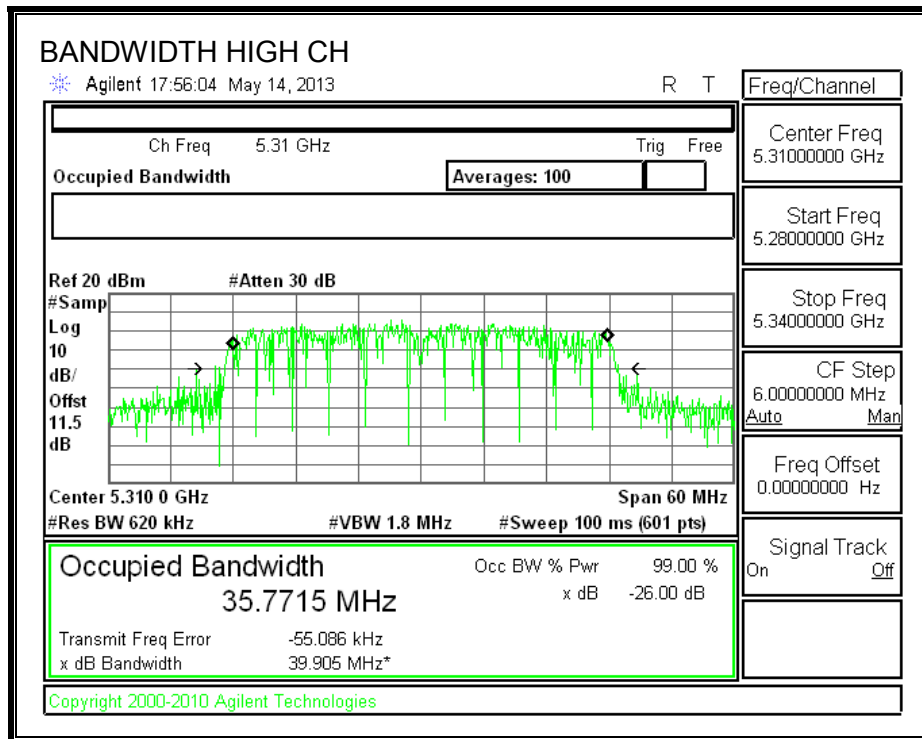 BANDWIDTH HIGH CH
Agilent 17:56:04 May 14, 2013 R T
Freq/Channel
Ch Freq 5.31 GHz Trig Free
Occupied Bandwidth Averages: 100
Center Freq
5.31000000 GHz
Start Freq
5.28000000 GHz
Stop Freq
5.34000000 GHz
CF Step
6.00000000 MHz
Auto Man
Freq Offset
0.00000000 Hz
Signal Track
On Off
Ref 20 dBm #Atten 30 dB
#Samp
Log
10
dB/
Offst
11.5
dB
Center 5.310 0 GHz Span 60 MHz
#Res BW 620 kHz #VBW 1.8 MHz #Sweep 100 ms (601 pts)
Occupied Bandwidth Occ BW % Pwr 99.00 %
35.7715 MHz x dB -26.00 dB
Transmit Freq Error -55.086 kHz
x dB Bandwidth 39.905 MHz*
Copyright 2000-2010 Agilent Technologies